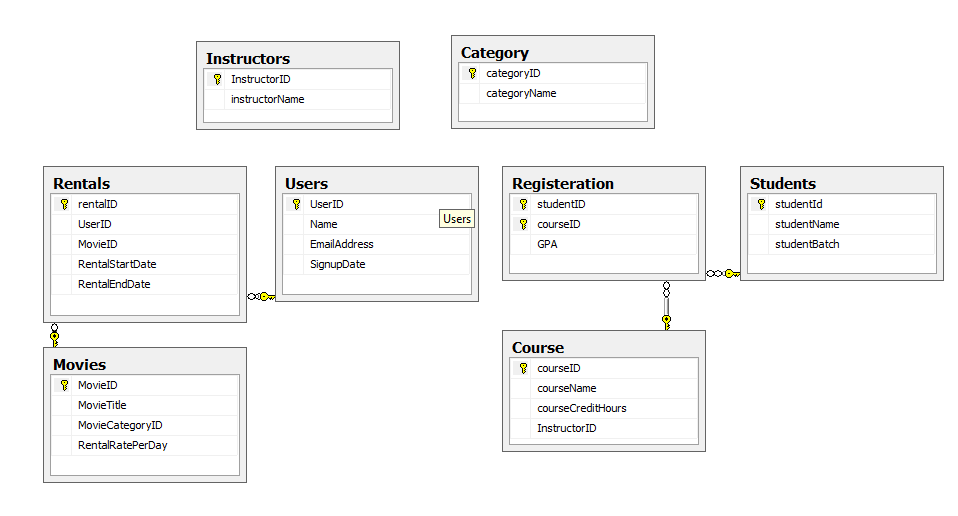 Instructors
InstructorID
instructorName
Category
categoryID
categoryName
Rentals
rentalID
UserID
MovieID
RentalStartDate
RentalEndDate
Users
UserID
Name
EmailAddress
SignupDate
Users
Registeration
studentID
courseID
GPA
Students
studentId
studentName
studentBatch
Movies
MovieID
MovieTitle
MovieCategoryID
RentalRatePerDay
Course
courseID
courseName
courseCreditHours
InstructorID